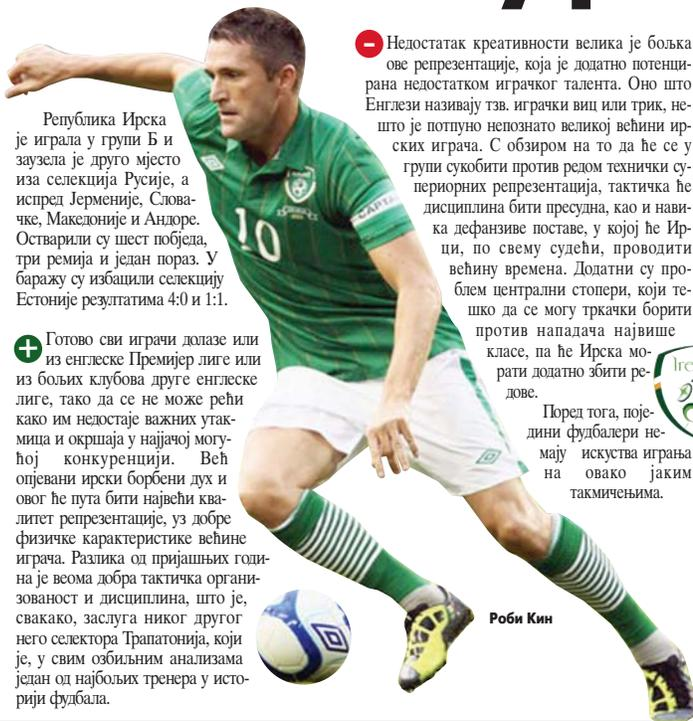 Република Ирска
је играла у групи Б и
заузела је друго мјесто
иза селекција Русије, а
испред Јерменије, Слова-
чке, Македоније и Андоре.
Остварили су шест побједа,
три ремија и један пораз. У
баражу су избацили селекцију
Естоније резултатима 4:0 и 1:1.
+ Готово сви играчи долазе или
из енглеске Премијер лиге или
из бољих клубова друге енглеске
лиге, тако да се не може рећи
како им недостаје важних утак-
мица и окршаја у најјачој могу-
ћој конкуренцији. Већ
опјевани ирски борбени дух и
овог ће пута бити највећи ква-
литет репрезентације, уз добре
физичке карактеристике већине
играча. Разлика од пријашњих годи-
на је веома добра тактичка органи-
зованост и дисциплина, што је,
свакако, заслуга никог другог
него селектора Трапатонија, који
је, у свим озбиљним анализама
један од најбољих тренера у исто-
рији фудбала.
- Недостатак креативности велика је бољка
ове репрезентације, која је додатно потенци-
рана недостатком играчког талента. Оно што
Енглези називају тзв. играчки виц или трик, не-
што је потпуно непознато великој већини ир-
ских играча. С обзиром на то да ће се у
групи сукобити против редом технички су-
периорних репрезентација, тактичка ће
дисциплина бити пресудна, као и нави-
ка дефанзиве поставе, у којој ће Ир-
ци, по свему судећи, проводити
већину времена. Додатни су про-
блем централни стопери, који те-
шко да се могу тркачки борити
против нападача највише
класе, па ће Ирска мо-
рати додатно збити ре-
дове.
Поред тога, поје-
дини фудбалери не-
мају искуства играња
на овако јаким
такмичењима.
10
CAPTAIN
Роби Кин